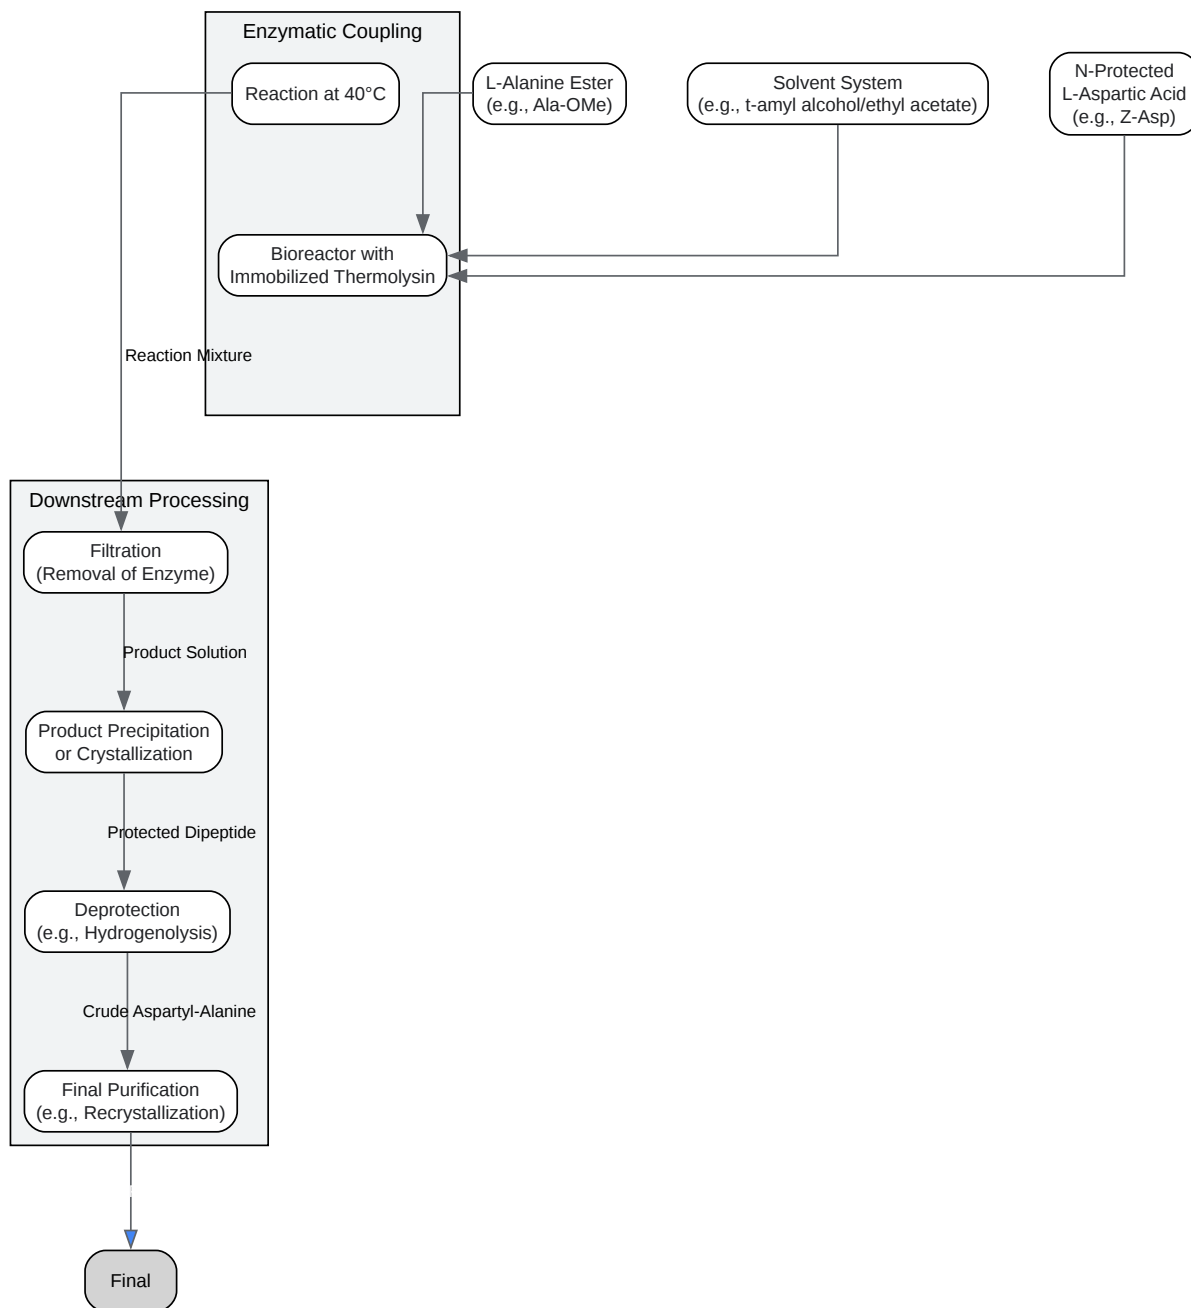 Enzymatic Coupling
Reaction at 40°C
L-Alanine Ester
(e.g., Ala-OMe)
Solvent System
(e.g., t-amyl alcohol/ethyl acetate)
N-Protected
L-Aspartic Acid
(e.g., Z-Asp)
Bioreactor with
Immobilized Thermolysin
Reaction Mixture
Downstream Processing
Filtration
(Removal of Enzyme)
Product Solution
Product Precipitation
or Crystallization
Protected Dipeptide
Deprotection
(e.g., Hydrogenolysis)
Crude Aspartyl-Alanine
Final Purification
(e.g., Recrystallization)
Final